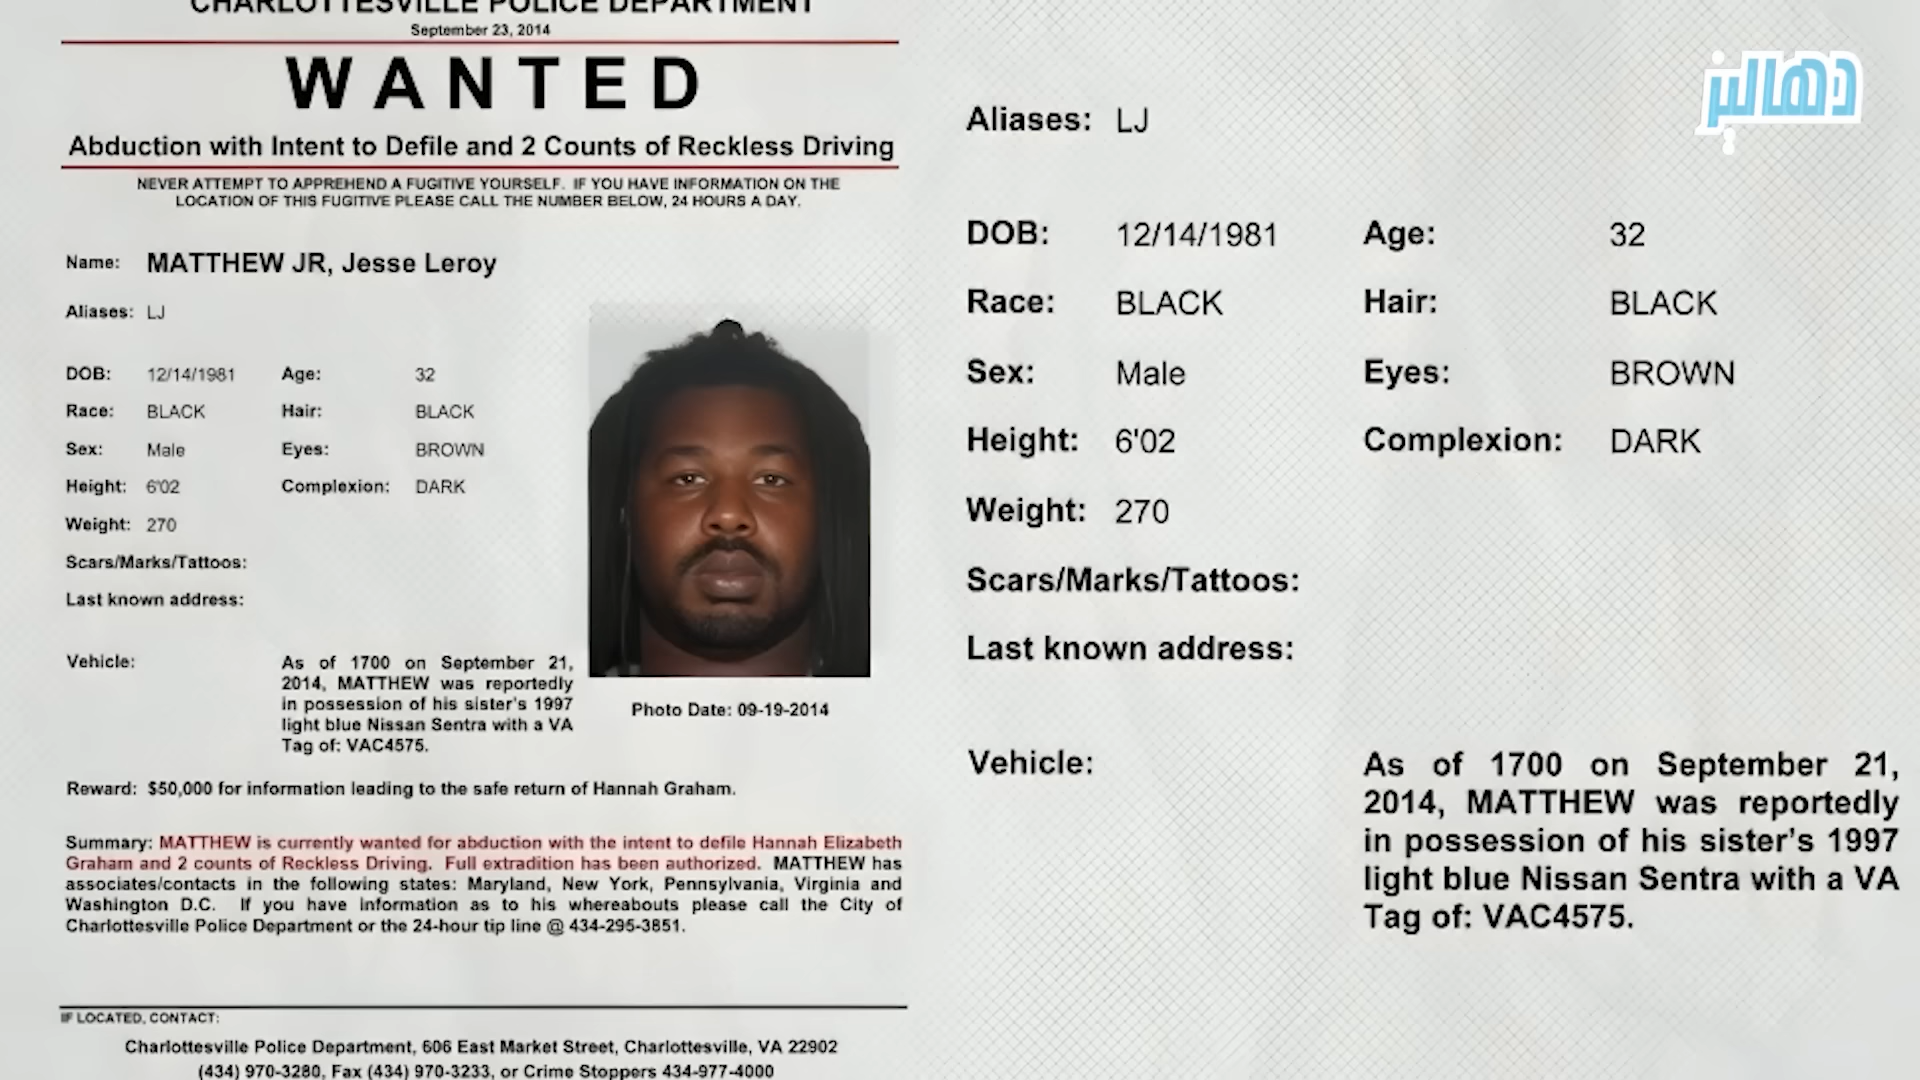 CHARLOTTESVILLE POLICE DEPARTMENT
September 23, 2014
WANTED
Abduction with Intent to Defile and 2 Counts of Reckless Driving
NEVER ATTEMPT TO APPREHEND A FUGITIVE YOURSELF. IF YOU HAVE INFORMATION ON THE
LOCATION OF THIS FUGITIVE PLEASE CALL THE NUMBER BELOW, 24 HOURS A DAY.
Name: MATTHEW JR, Jesse Leroy
Aliases: LJ
DOB: 12/14/1981 Age: 32
Race: BLACK Hair: BLACK
Sex: Male Eyes: BROWN
Height: 6'02 Complexion: DARK
Weight: 270
Scars/Marks/Tattoos:
Last known address:
Vehicle: As of 1700 on September 21,
2014, MATTHEW was reportedly
in possession of his sister's 1997
light blue Nissan Sentra with a VA
Tag of: VAC4575.
Photo Date: 09-19-2014
Reward: $50,000 for information leading to the safe return of Hannah Graham.
Summary: MATTHEW is currently wanted for abduction with the intent to defile Hannah Elizabeth
Graham and 2 counts of Reckless Driving. Full extradition has been authorized. MATTHEW has
associates/contacts in the following states: Maryland, New York, Pennsylvania, Virginia and
Washington D.C. If you have information as to his whereabouts please call the City of
Charlottesville Police Department or the 24-hour tip line @ 434-295-3851.
IF LOCATED, CONTACT:
Charlottesville Police Department, 606 East Market Street, Charlottesville, VA 22902
(434) 970-3280, Fax (434) 970-3233, or Crime Stoppers 434-977-4000
دهاليز
Aliases: LJ
DOB: 12/14/1981 Age: 32
Race: BLACK Hair: BLACK
Sex: Male Eyes: BROWN
Height: 6'02 Complexion: DARK
Weight: 270
Scars/Marks/Tattoos:
Last known address:
Vehicle: As of 1700 on September 21,
2014, MATTHEW was reportedly
in possession of his sister's 1997
light blue Nissan Sentra with a VA
Tag of: VAC4575.